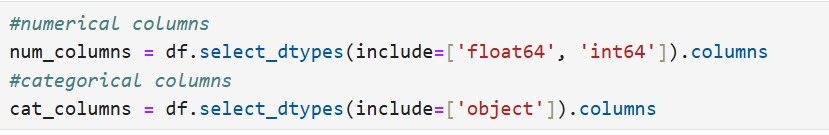 #numerical columns
num_columns = df.select_dtypes(include=['float64', 'int64']).columns
#categorical columns
cat_columns = df.select_dtypes(include=['object']).columns